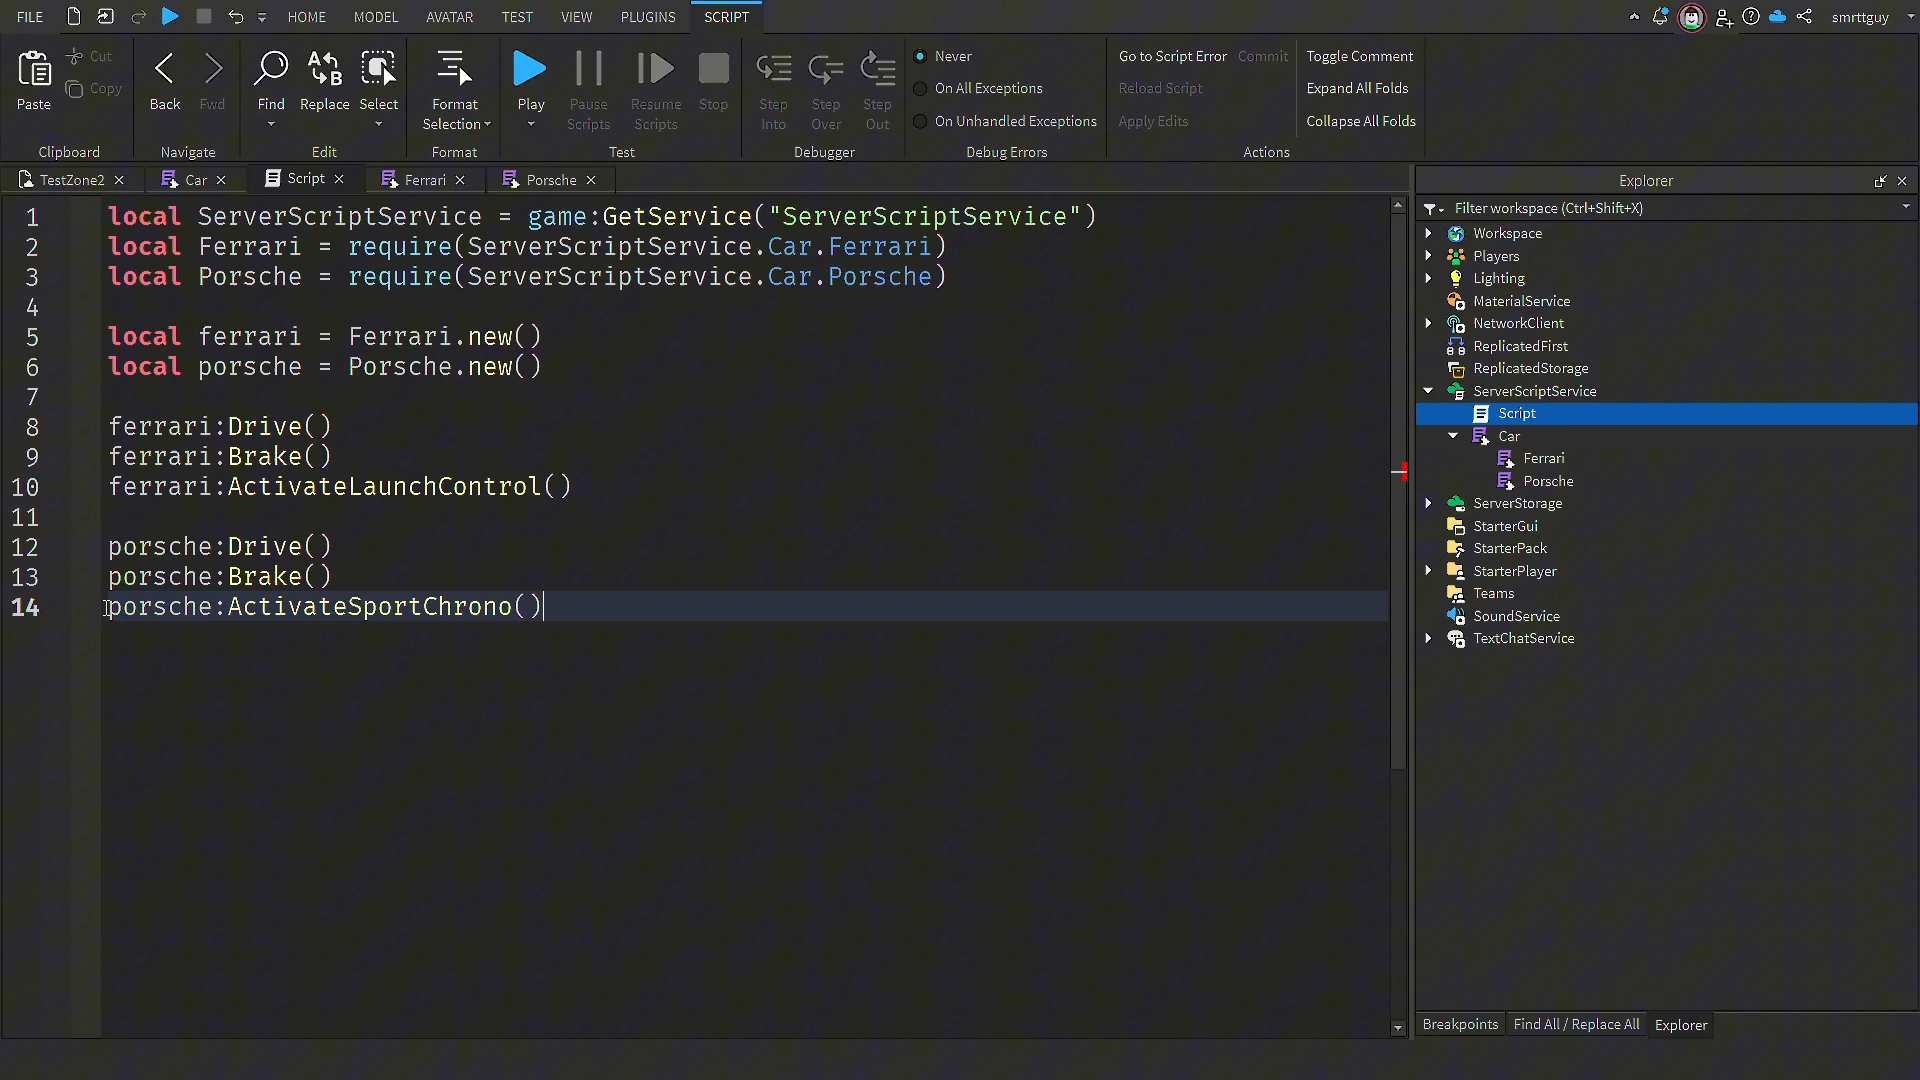 FILE HOME MODEL AVATAR TEST VIEW PLUGINS SCRIPT smrttguy
Paste Cut Copy Back Fwd Find Replace Select Format Selection Play Pause Scripts Resume Scripts Stop Step Into Step Over Step Out
Never
On All Exceptions
On Unhandled Exceptions
Go to Script Error Commit
Reload Script
Apply Edits
Toggle Comment
Expand All Folds
Collapse All Folds
Clipboard Navigate Edit Format Test Debugger Debug Errors Actions
TestZone2 Car Script Ferrari Porsche
1 local ServerScriptService = game:GetService("ServerScriptService")
2 local Ferrari = require(ServerScriptService.Car.Ferrari)
3 local Porsche = require(ServerScriptService.Car.Porsche)
4
5 local ferrari = Ferrari.new()
6 local porsche = Porsche.new()
7
8 ferrari:Drive()
9 ferrari:Brake()
10 ferrari:ActivateLaunchControl()
11
12 porsche:Drive()
13 porsche:Brake()
14 porsche:ActivateSportChrono()
Explorer
Filter workspace (Ctrl+Shift+X)
Workspace
Players
Lighting
MaterialService
NetworkClient
ReplicatedFirst
ReplicatedStorage
ServerScriptService
Script
Car
Ferrari
Porsche
ServerStorage
StarterGui
StarterPack
StarterPlayer
Teams
SoundService
TextChatService
Breakpoints Find All / Replace All Explorer